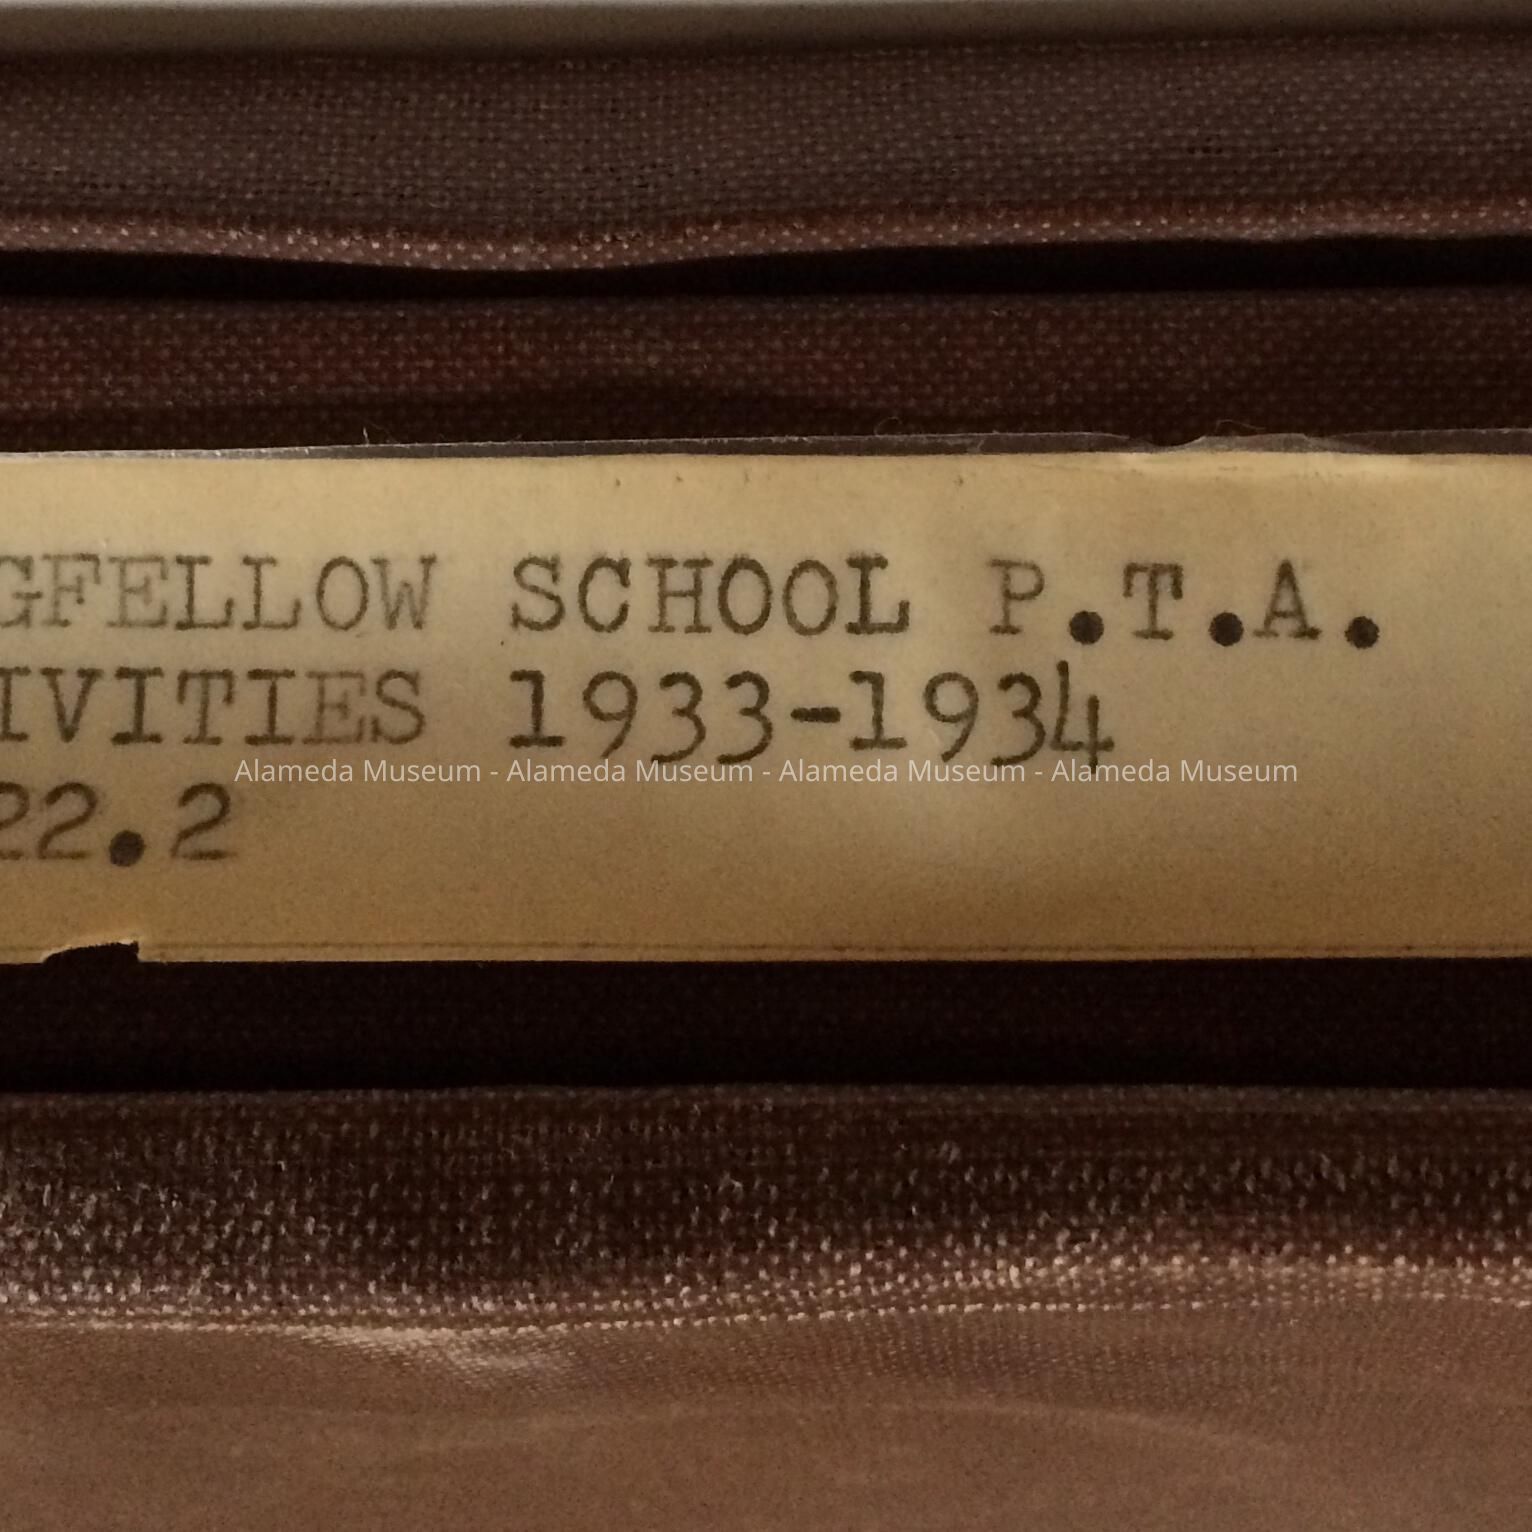 GFELLOW SCHOOL P.T.A.
IVITIES 1933-1934
Alameda Museum - Alameda Museum - Alameda Museum - Alameda Museum
22.2